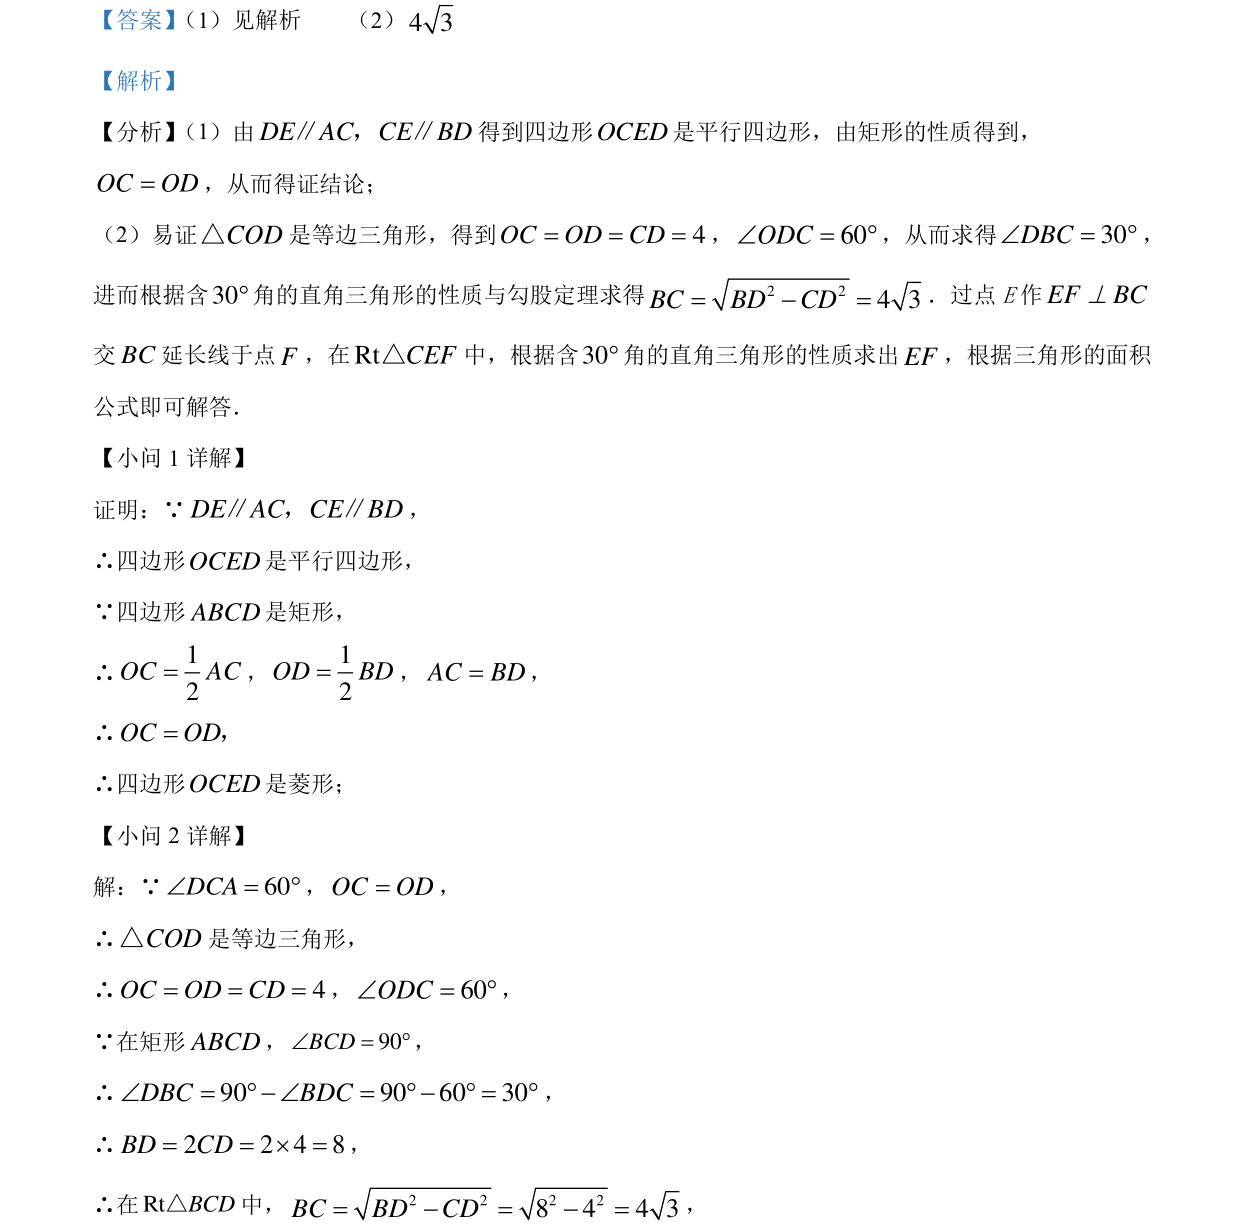 【答案】（1）见解析 （2）4√3
【解析】
【分析】（1）由 DE∥AC，CE∥BD 得到四边形 OCED 是平行四边形，由矩形的性质得到，
OC = OD，从而得证结论；
（2）易证△COD 是等边三角形，得到 OC = OD = CD = 4，∠ODC = 60°，从而求得∠DBC = 30°，
进而根据含 30° 角的直角三角形的性质与勾股定理求得 BC = √(BD² − CD²) = 4√3．过点 E 作 EF ⊥ BC
交 BC 延长线于点 F，在 Rt△CEF 中，根据含 30° 角的直角三角形的性质求出 EF，根据三角形的面积
公式即可解答．
【小问 1 详解】
证明：∵ DE∥AC，CE∥BD，
∴四边形 OCED 是平行四边形，
∵四边形 ABCD 是矩形，
∴ OC = 1/2 AC，OD = 1/2 BD，AC = BD，
∴ OC = OD，
∴四边形 OCED 是菱形；
【小问 2 详解】
解：∵ ∠DCA = 60°，OC = OD，
∴ △COD 是等边三角形，
∴ OC = OD = CD = 4，∠ODC = 60°，
∵在矩形 ABCD，∠BCD = 90°，
∴ ∠DBC = 90° − ∠BDC = 90° − 60° = 30°，
∴ BD = 2CD = 2×4 = 8，
∴在 Rt△BCD 中，BC = √(BD² − CD²) = √(8² − 4²) = 4√3，